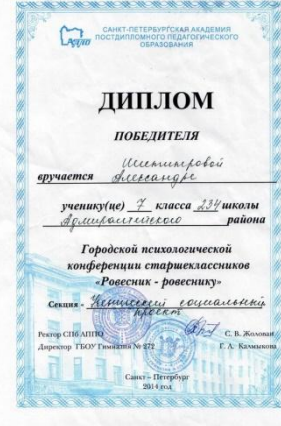 САНКТ-ПЕТЕРБУРГСКАЯ АКАДЕМИЯ
ПОСТДИПЛОМНОГО ПЕДАГОГИЧЕСКОГО
ОБРАЗОВАНИЯ
ДИПЛОМ
ПОБЕДИТЕЛЯ
вручается Александре
ученику(це) 7 класса 234 школы
Адмиралтейского района
Городской психологической
конференции старшеклассников
«Ровесник - ровеснику»
Секция - социальный
проект
Ректор СПб АППО С. В. Жолован
Директор ГБОУ Гимназия № 272 Г. А. Калмыкова
Санкт - Петербург
2014 год